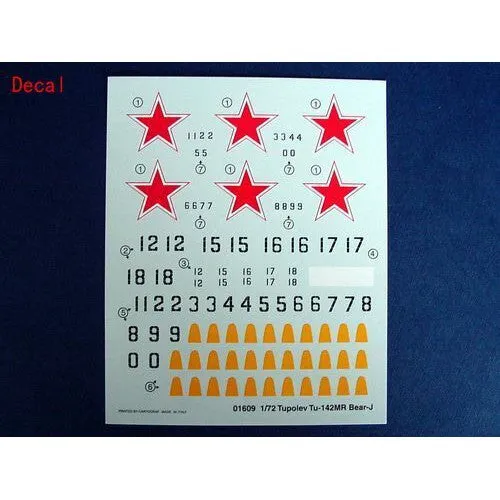 Decal
① ① ①
1122 3344
55 00
① ⑦ ⑦
6677 8899
⑦ ⑦
② 12 12 15 15 16 16 17 17 ④
18 18 ③ 12 15 16 17 18
12 15 16 17 18
⑤ 1 1 2 2 3 3 4 4 5 5 6 6 7 7 8
8 9 9
0 0
⑥
PRINTED BY CARTOGRAF MADE IN ITALY 01609 1/72 Tupolev Tu-142MR Bear-J